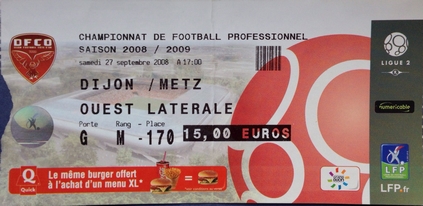 DFCO
CHAMPIONNAT DE FOOTBALL PROFESSIONNEL
SAISON 2008 / 2009
samedi 27 septembre 2008 A 17:00
DIJON /METZ
OUEST LATERALE
Porte Rang - Place
G M -170 15,00 EUROS
Q
Quick
Le même burger offert
à l'achat d'un menu XL*
=
LIGUE 2
numericable
LFP
LFP.fr